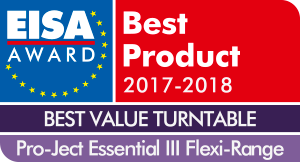 EISA
AWARD
Best
Product
2017-2018
BEST VALUE TURNTABLE
Pro-Ject Essential III Flexi-Range